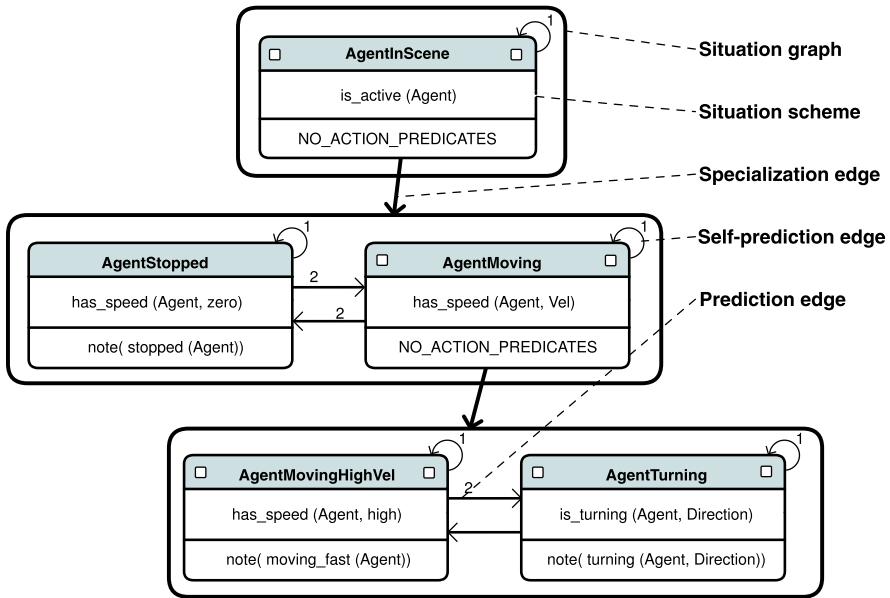 1
AgentInScene
is_active (Agent)
NO_ACTION_PREDICATES
Situation graph
Situation scheme
Specialization edge
Self-prediction edge
Prediction edge
1
AgentStopped
has_speed (Agent, zero)
note( stopped (Agent))
2
2
1
AgentMoving
has_speed (Agent, Vel)
NO_ACTION_PREDICATES
1
AgentMovingHighVel
has_speed (Agent, high)
note( moving_fast (Agent))
2
1
AgentTurning
is_turning (Agent, Direction)
note( turning (Agent, Direction))